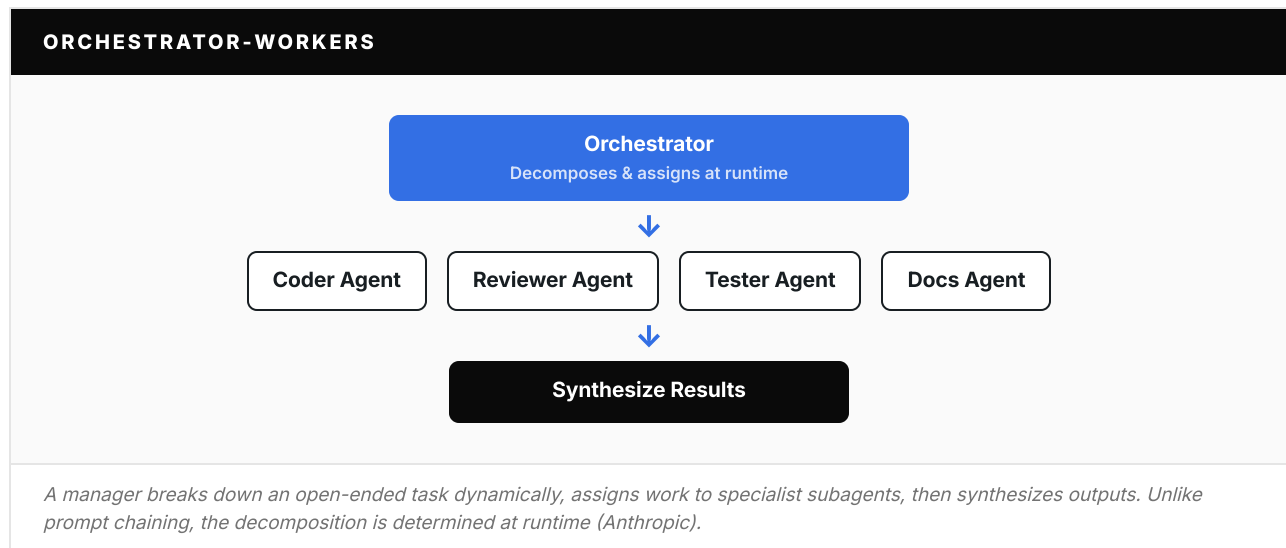 ORCHESTRATOR-WORKERS
Orchestrator
Decomposes & assigns at runtime
Coder Agent
Reviewer Agent
Tester Agent
Docs Agent
Synthesize Results
A manager breaks down an open-ended task dynamically, assigns work to specialist subagents, then synthesizes outputs. Unlike
prompt chaining, the decomposition is determined at runtime (Anthropic).